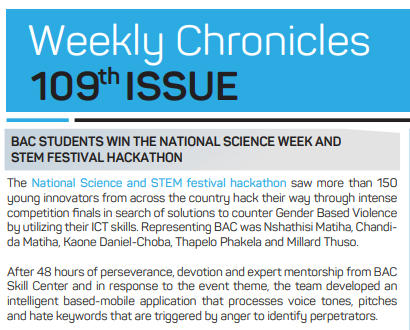 Weekly Chronicles
109th ISSUE
BAC STUDENTS WIN THE NATIONAL SCIENCE WEEK AND
STEM FESTIVAL HACKATHON
The National Science and STEM festival hackathon saw more than 150
young innovators from across the country hack their way through intense
competition finals in search of solutions to counter Gender Based Violence
by utilizing their ICT skills. Representing BAC was Nshathisi Matiha, Chandi-
da Matiha, Kaone Daniel-Choba, Thapelo Phakela and Millard Thuso.
After 48 hours of perseverance, devotion and expert mentorship from BAC
Skill Center and in response to the event theme, the team developed an
intelligent based-mobile application that processes voice tones, pitches
and hate keywords that are triggered by anger to identify perpetrators.